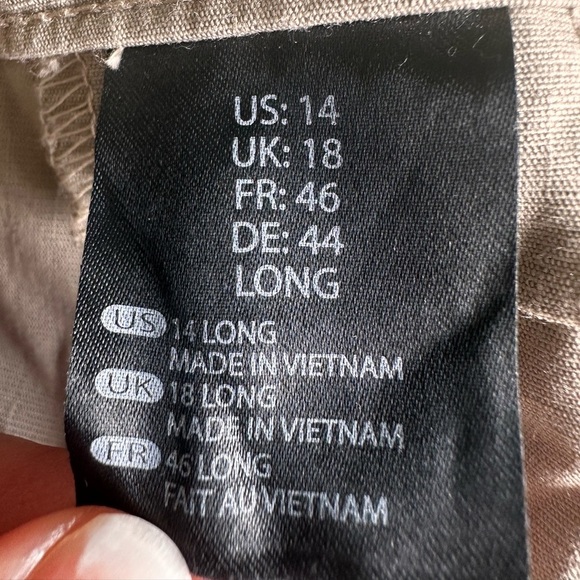 US: 14
UK: 18
FR: 46
DE: 44
LONG
US 14 LONG
MADE IN VIETNAM
UK 18 LONG
MADE IN VIETNAM
FR 46 LONG
FAIT AU VIETNAM